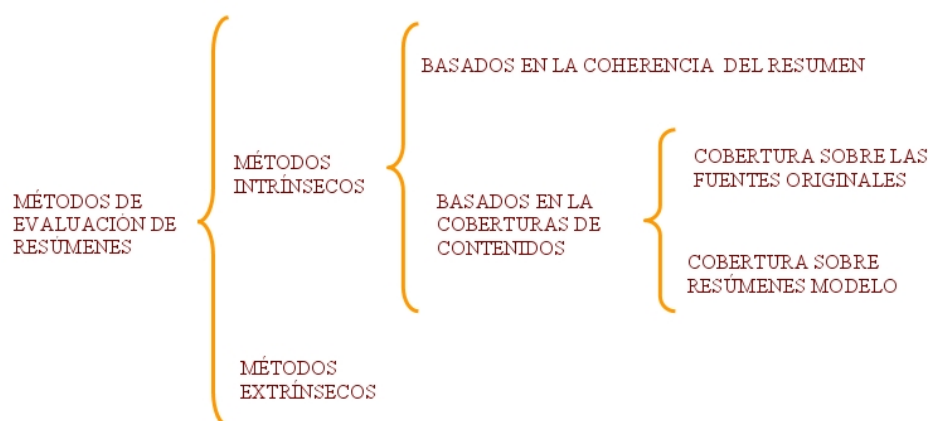 MÉTODOS DE
EVALUACIÓN DE
RESÚMENES
MÉTODOS
INTRÍNSECOS
BASADOS EN LA COHERENCIA DEL RESUMEN
BASADOS EN LA
COBERTURAS DE
CONTENIDOS
COBERTURA SOBRE LAS
FUENTES ORIGINALES
COBERTURA SOBRE
RESÚMENES MODELO
MÉTODOS
EXTRÍNSECOS